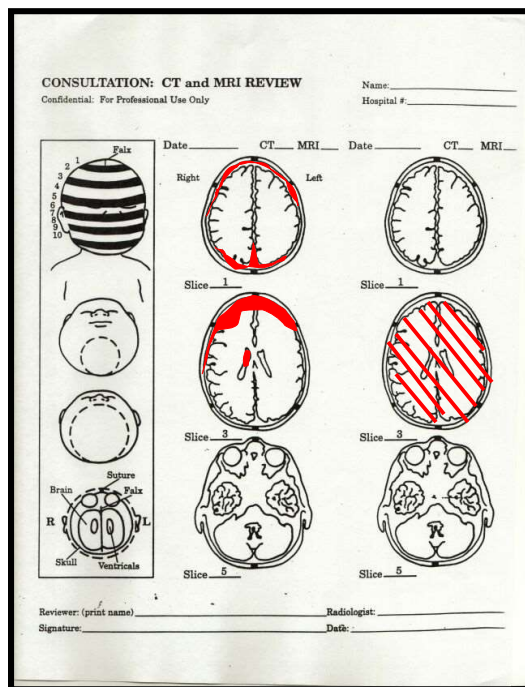 CONSULTATION: CT and MRI REVIEW
Confidential: For Professional Use Only
Name:
Hospital #:
Date CT MRI
Date CT MRI
Falx
1
2
3
4
5
6
7
8
9
10
Right
Left
Slice 1
Slice 1
Slice 3
Slice 3
Suture
Brain
Falx
R
L
Skull
Ventricals
Slice 5
Slice 5
Reviewer: (print name)
Radiologist:
Signature:
Date: